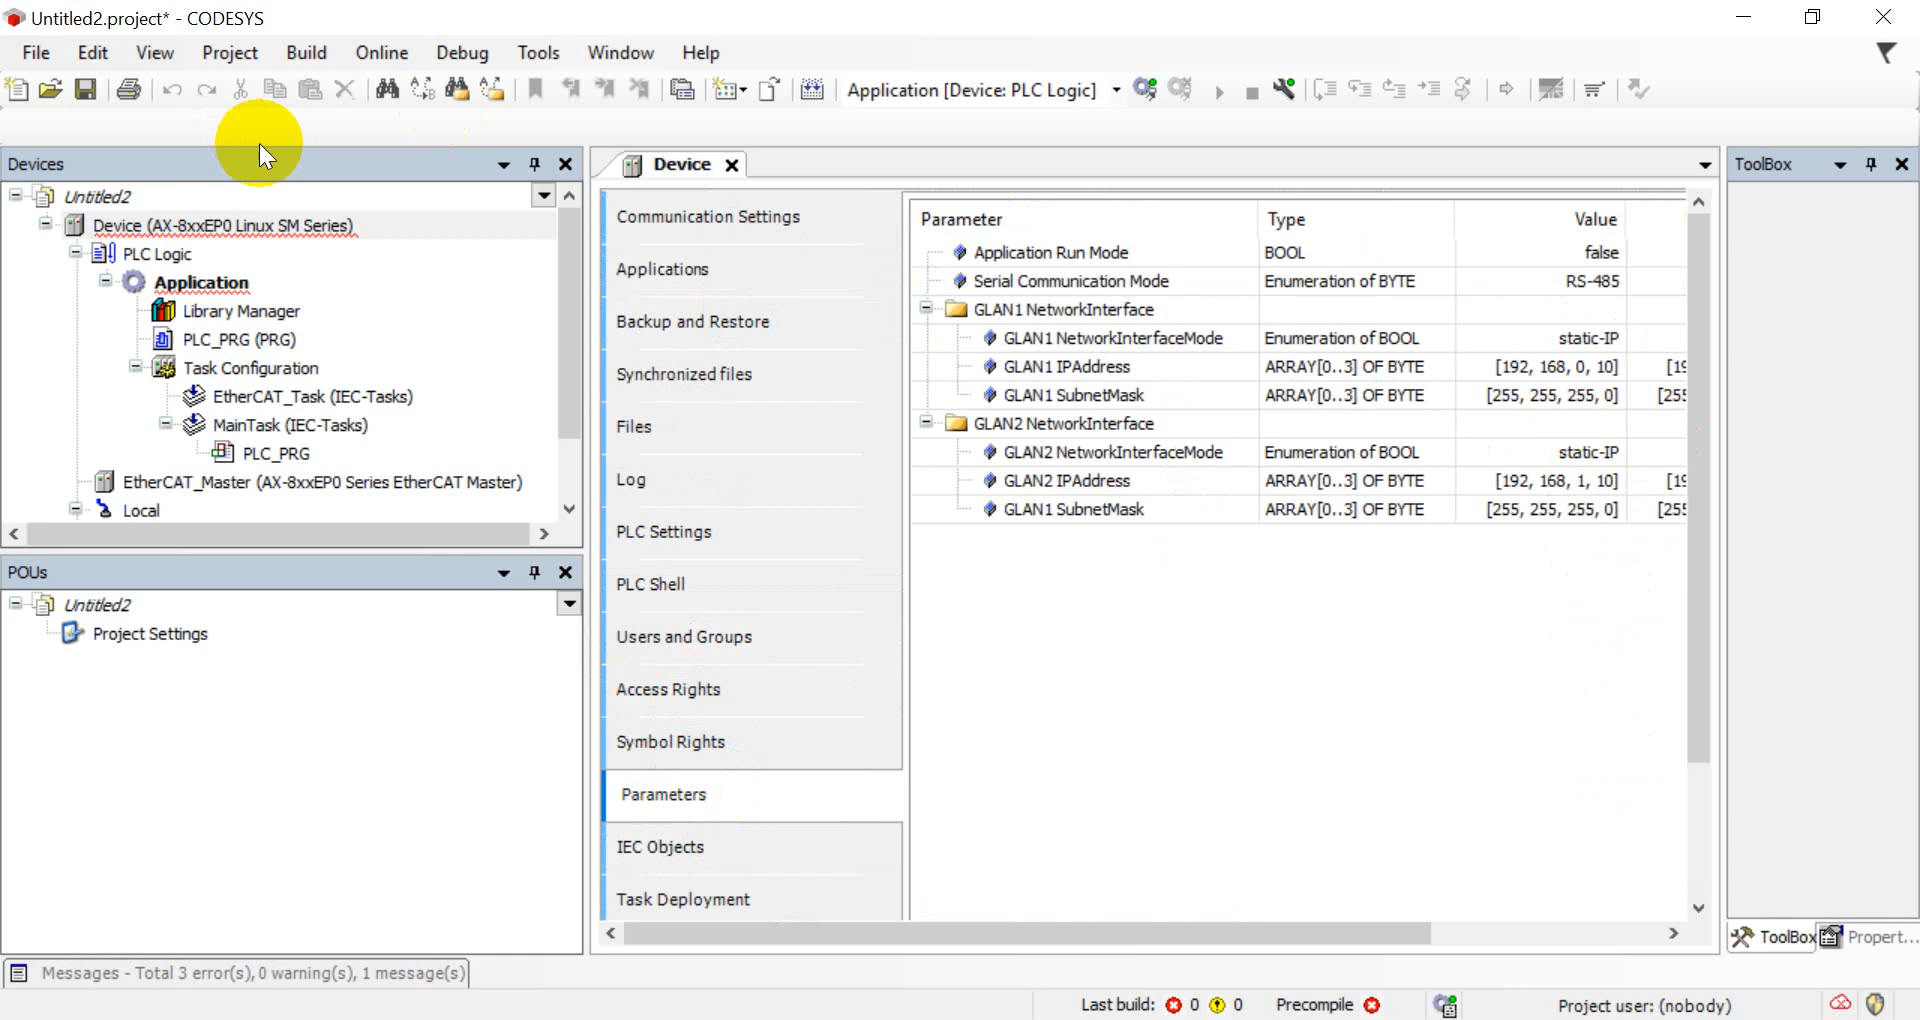 Untitled2.project* - CODESYS
File Edit View Project Build Online Debug Tools Window Help
Application [Device: PLC Logic]
Devices
Untitled2
Device (AX-8xxEP0 Linux SM Series)
PLC Logic
Application
Library Manager
PLC_PRG (PRG)
Task Configuration
EtherCAT_Task (IEC-Tasks)
MainTask (IEC-Tasks)
PLC_PRG
EtherCAT_Master (AX-8xxEP0 Series EtherCAT Master)
Local
POUs
Untitled2
Project Settings
Device
Communication Settings
Applications
Backup and Restore
Synchronized files
Files
Log
PLC Settings
PLC Shell
Users and Groups
Access Rights
Symbol Rights
Parameters
IEC Objects
Task Deployment
Parameter Type Value
Application Run Mode BOOL false
Serial Communication Mode Enumeration of BYTE RS-485
GLAN1 NetworkInterface
GLAN1 NetworkInterfaceMode Enumeration of BOOL static-IP
GLAN1 IPAddress ARRAY[0..3] OF BYTE [192, 168, 0, 10] [19
GLAN1 SubnetMask ARRAY[0..3] OF BYTE [255, 255, 255, 0] [255
GLAN2 NetworkInterface
GLAN2 NetworkInterfaceMode Enumeration of BOOL static-IP
GLAN2 IPAddress ARRAY[0..3] OF BYTE [192, 168, 1, 10] [19
GLAN1 SubnetMask ARRAY[0..3] OF BYTE [255, 255, 255, 0] [255
ToolBox
ToolBox Propert...
Messages - Total 3 error(s), 0 warning(s), 1 message(s)
Last build: 0 0 Precompile Project user: (nobody)